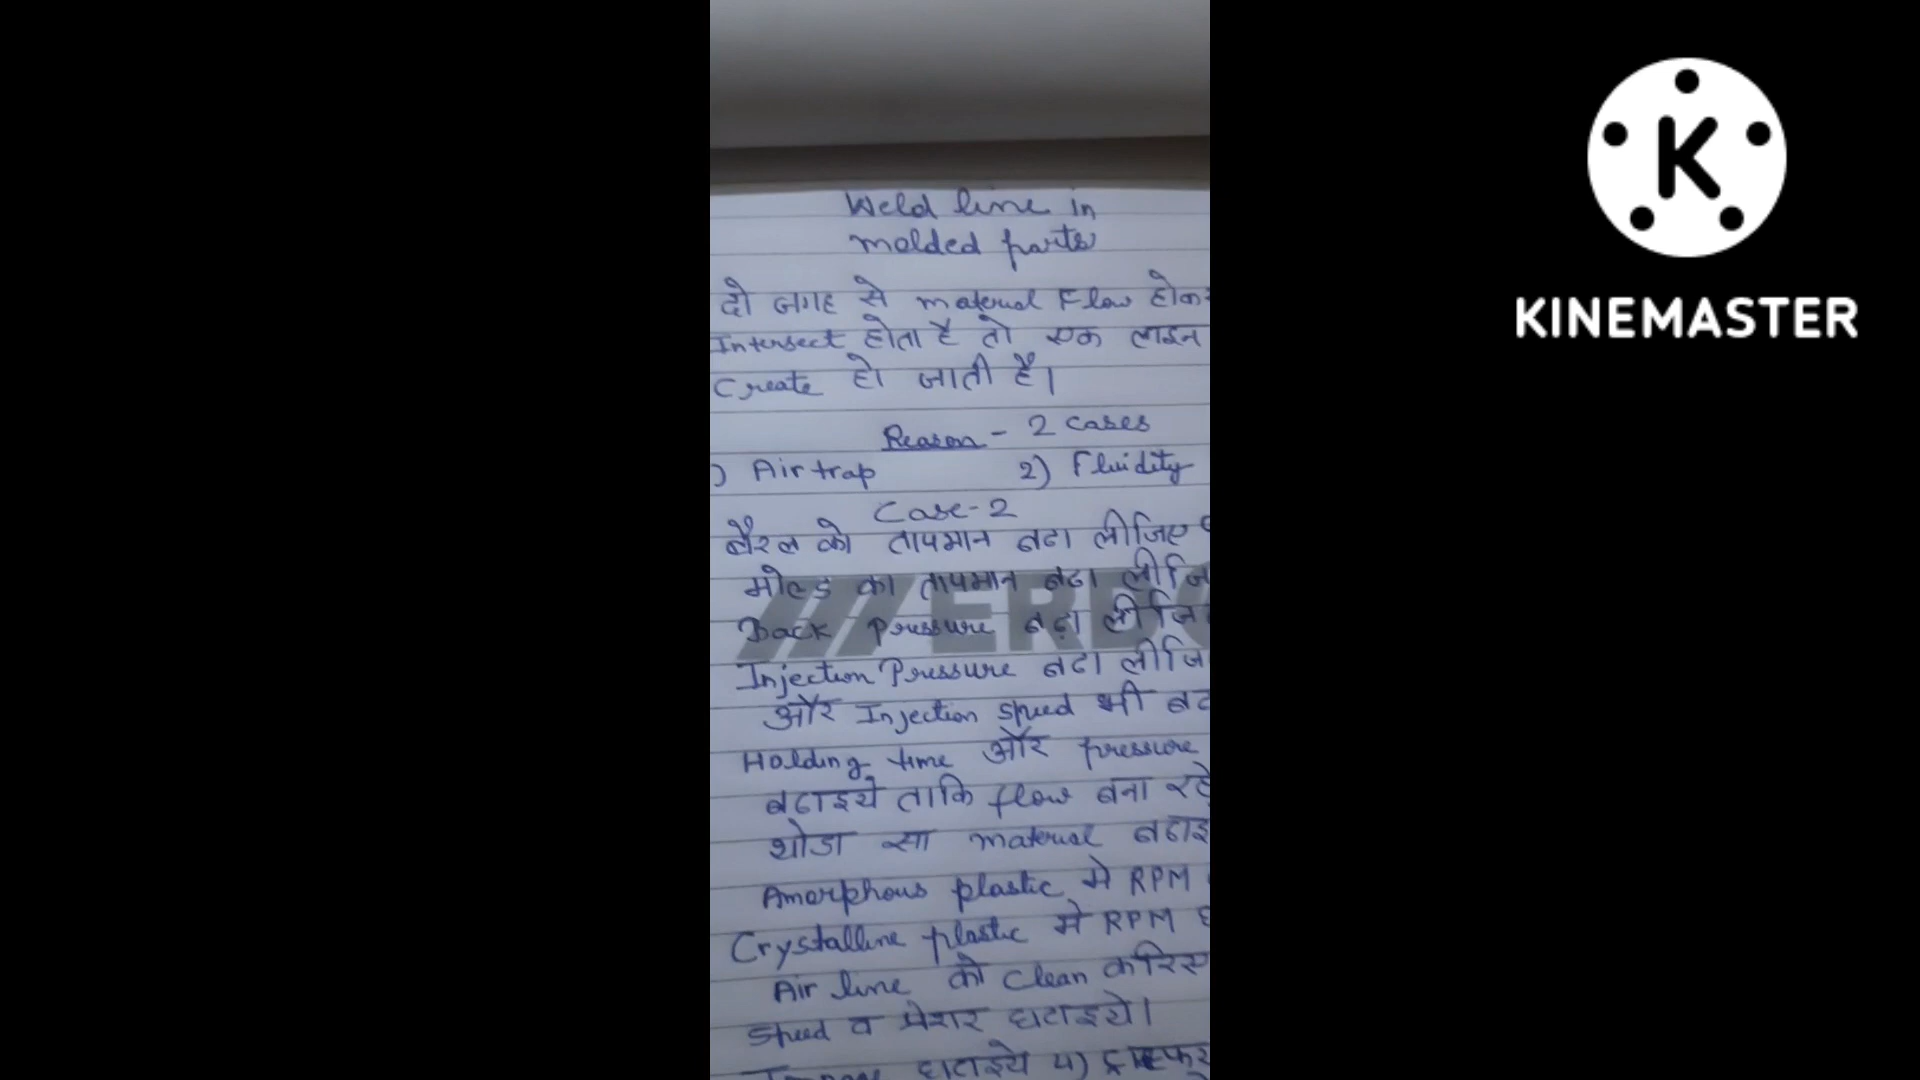 Weld line in
molded parts
दो जगह से material Flow होकर
Intersect होता है तो एक लाइन
Create हो जाती है।
Reason - 2 cases
) Air trap 2) Fluidity
Case-2
बैरल को तापमान बढा लीजिए
मोल्ड का तापमान बढा लीजि
Back Pressure बढ़ा लीजि
Injection Pressure बढा लीजि
और Injection speed भी बढ
Holding time और pressure
बढाइये ताकि flow बना रहे
थोडा सा material बढाइ
Amorphous plastic मे RPM
Crystalline plastic मे RPM
Air line को Clean करिए
Speed व प्रेशर घटाइये।
घटाइये 4)
KINEMASTER